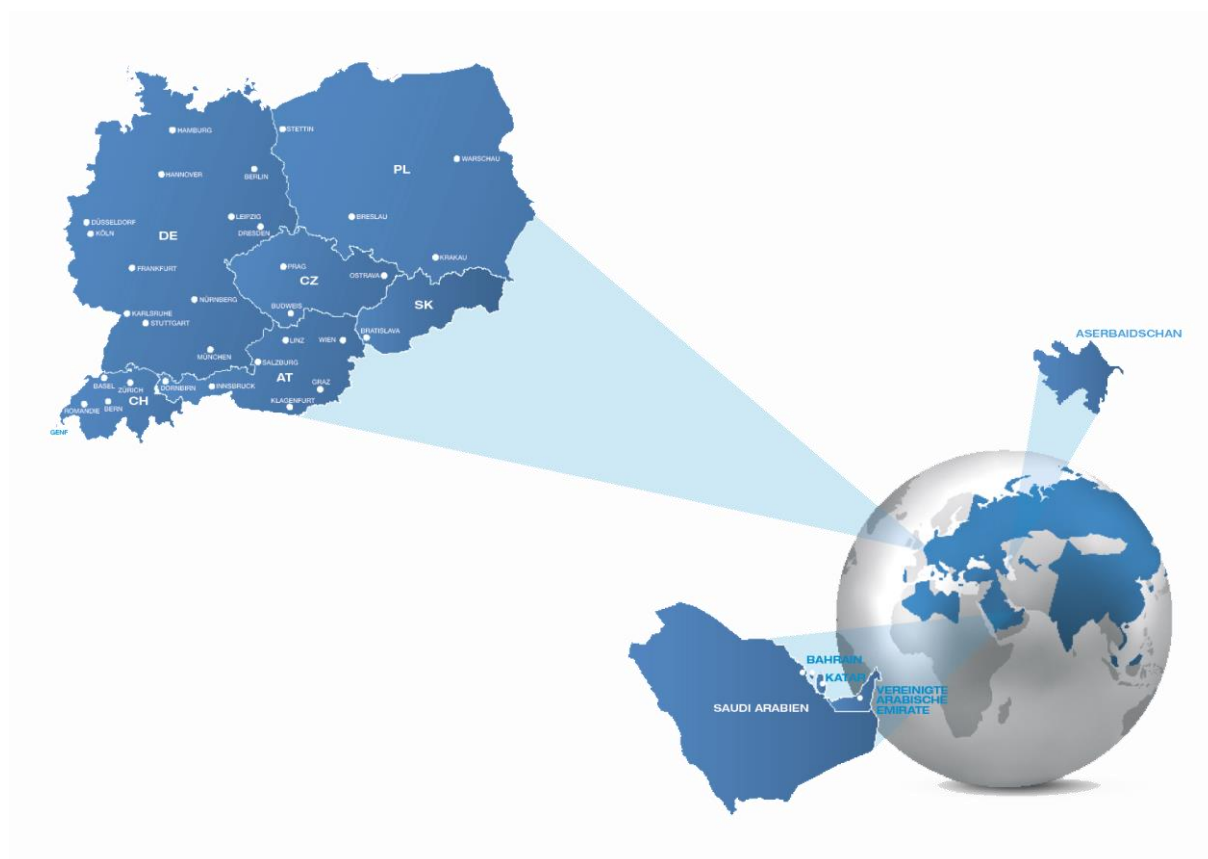 HAMBURG
STETTIN
WARSCHAU
PL
HANNOVER
BERLIN
DÜSSELDORF
LEIPZIG
BRESLAU
KÖLN
DE
DRESDEN
FRANKFURT
PRAG
KRAKAU
CZ
OSTRAVA
NÜRNBERG
SK
KARLSRUHE
BUDWEIS
STUTTGART
BRATISLAVA
LINZ
WIEN
MÜNCHEN
SALZBURG
AT
BASEL
ZÜRICH
DORNEIRN
INNSBRUCK
GRAZ
CH
ROMANDIE
BERN
KLAGENFURT
GENF
ASERBAIDSCHAN
BAHRAIN
KATAR
SAUDI ARABIEN
VEREINIGTE
ARABISCHE
EMIRATE